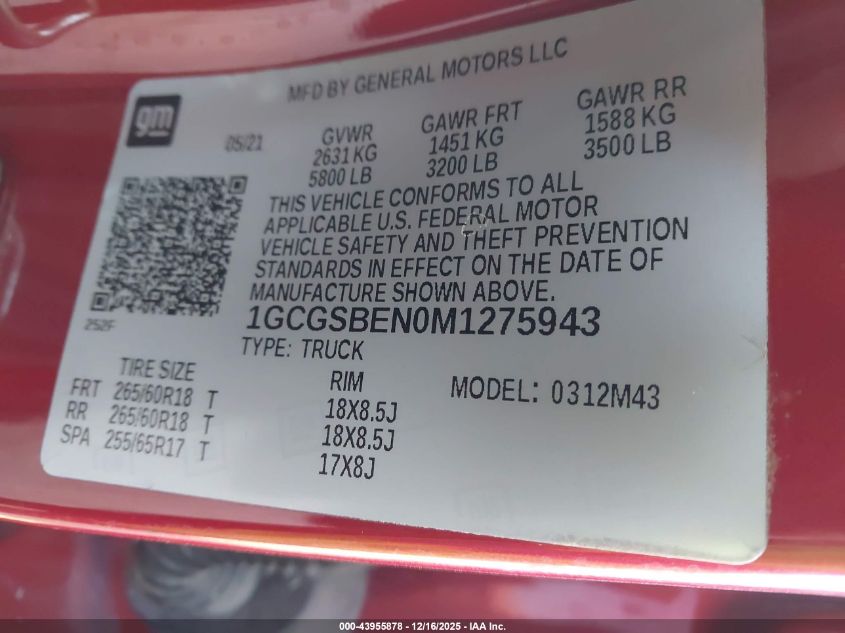 MFD BY GENERAL MOTORS LLC
gm
05/21
GVWR
2631 KG
5800 LB
GAWR FRT
1451 KG
3200 LB
GAWR RR
1588 KG
3500 LB
THIS VEHICLE CONFORMS TO ALL
APPLICABLE U.S. FEDERAL MOTOR
VEHICLE SAFETY AND THEFT PREVENTION
STANDARDS IN EFFECT ON THE DATE OF
MANUFACTURE SHOWN ABOVE.
252F
1GCGSBEN0M1275943
TYPE: TRUCK
MODEL: 0312M43
TIRE SIZE
RIM
FRT 265/60R18 T 18X8.5J
RR 265/60R18 T 18X8.5J
SPA 255/65R17 T 17X8J
000-43955878 - 12/16/2025 - IAA Inc.